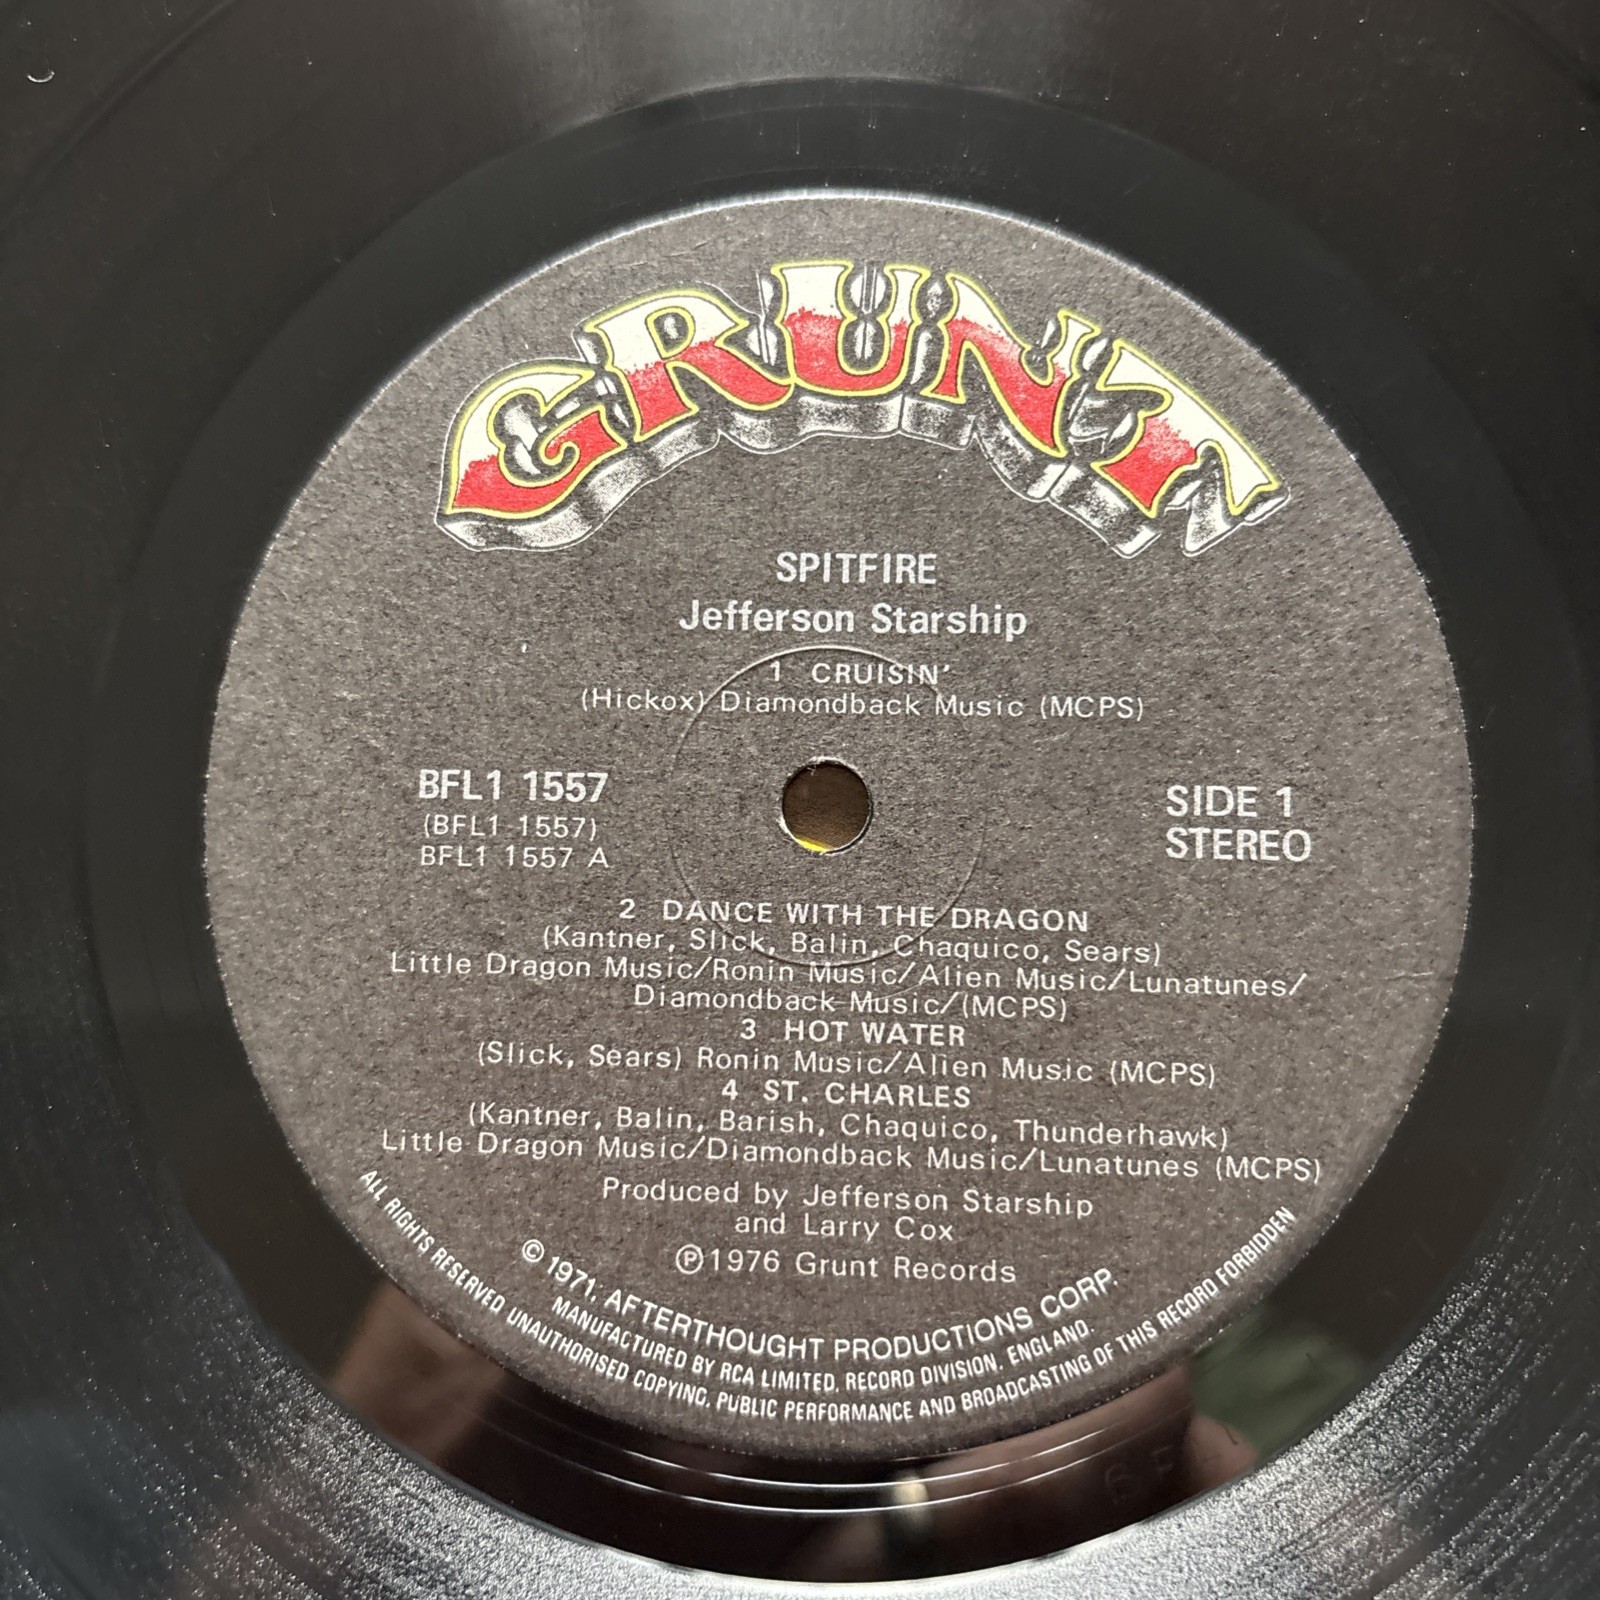 GRUNT
SPITFIRE
Jefferson Starship
1 CRUISIN'
(Hickox) Diamondback Music (MCPS)
BFL1 1557
(BFL1-1557)
BFL1 1557 A
SIDE 1
STEREO
2 DANCE WITH THE DRAGON
(Kantner, Slick, Balin, Chaquico, Sears)
Little Dragon Music/Ronin Music/Alien Music/Lunatunes/
Diamondback Music/(MCPS)
3 HOT WATER
(Slick, Sears) Ronin Music/Alien Music (MCPS)
4 ST. CHARLES
(Kantner, Balin, Barish, Chaquico, Thunderhawk)
Little Dragon Music/Diamondback Music/Lunatunes (MCPS)
Produced by Jefferson Starship
and Larry Cox
℗1976 Grunt Records
© 1971, AFTERTHOUGHT PRODUCTIONS CORP.
MANUFACTURED BY RCA LIMITED, RECORD DIVISION, ENGLAND.
ALL RIGHTS RESERVED UNAUTHORISED COPYING, PUBLIC PERFORMANCE AND BROADCASTING OF THIS RECORD FORBIDDEN